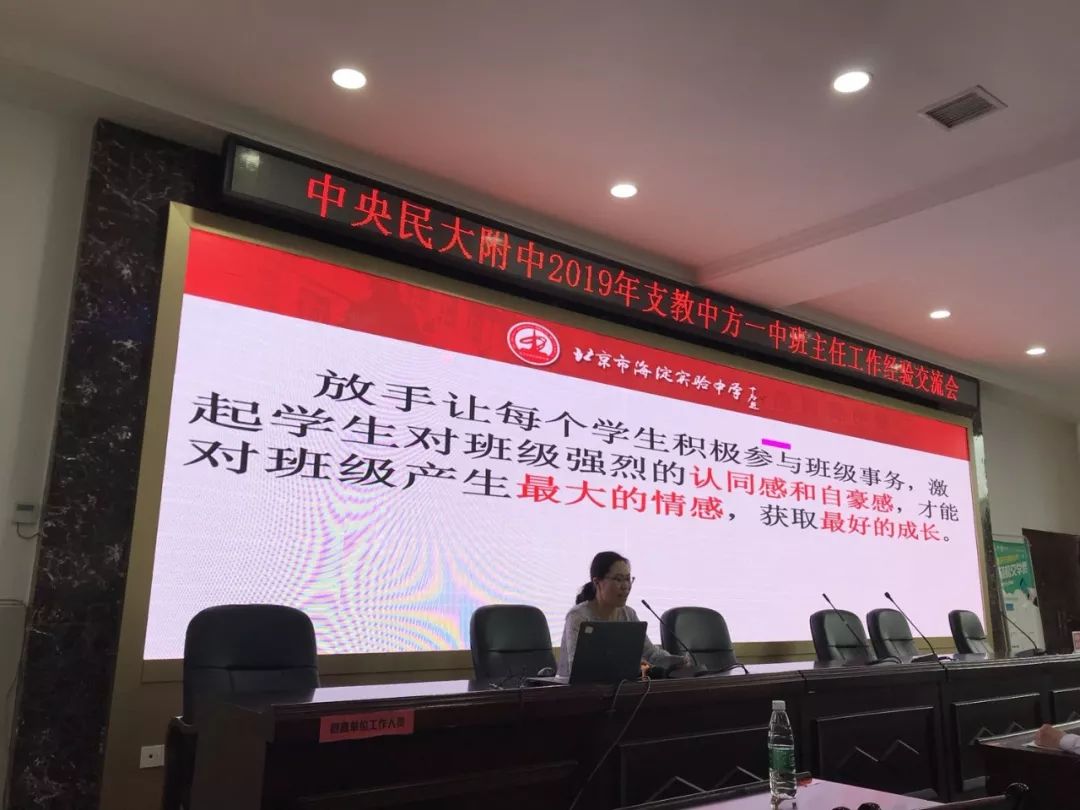 中央民大附中2019年支教中方一中班主任工作经验交流会
北京市海淀实验中学
放手让每个学生积极参与班级事务，激
起学生对班级强烈的认同感和自豪感，才能
对班级产生最大的情感，获取最好的成长。